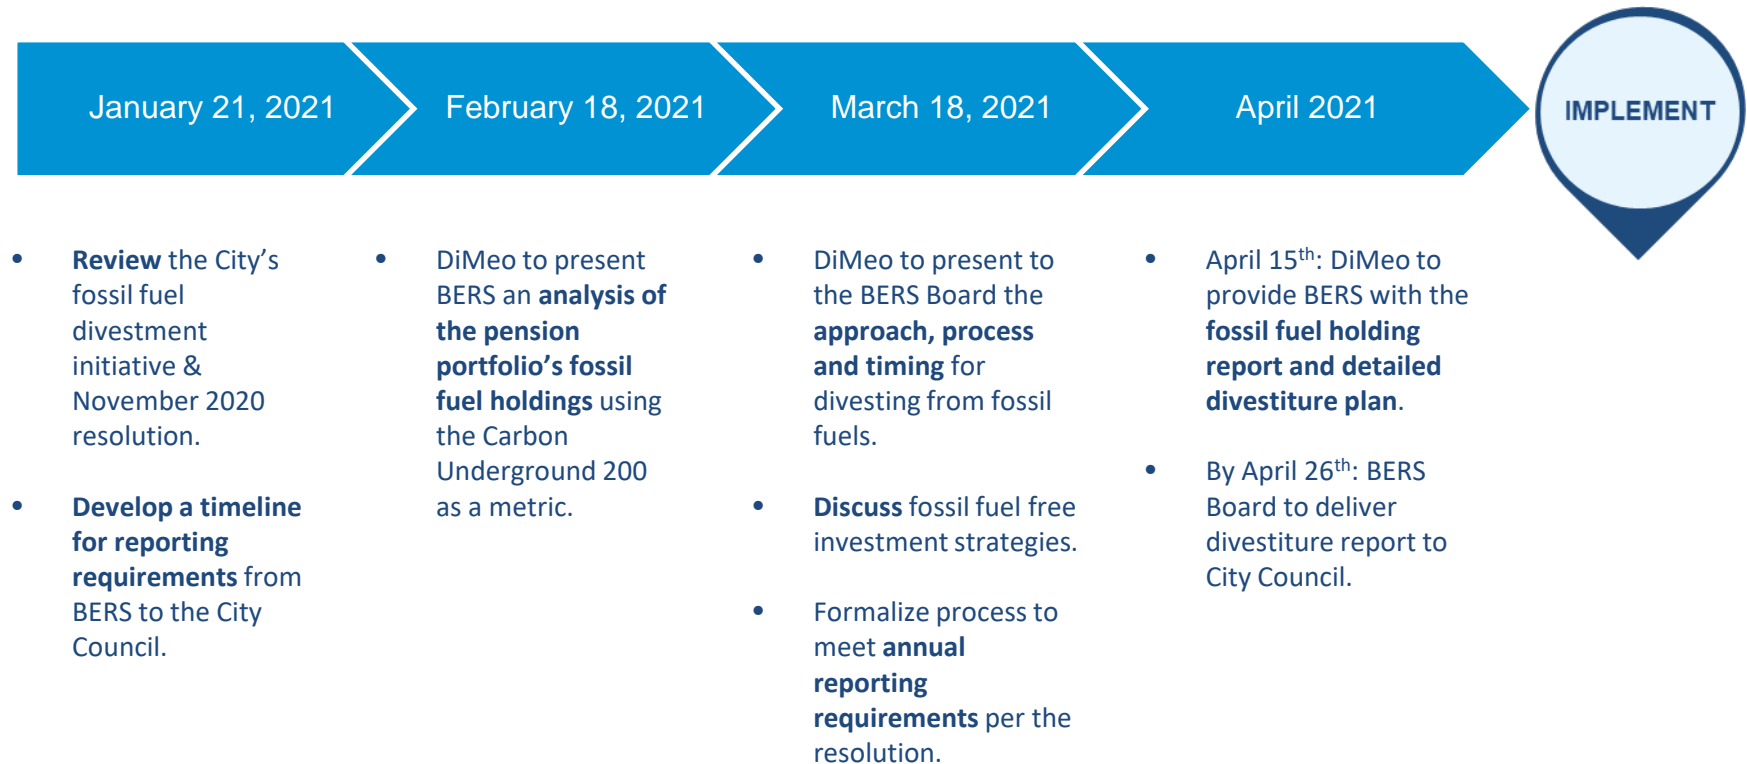 January 21, 2021
February 18, 2021
March 18, 2021
April 2021
IMPLEMENT
• Review the City’s
fossil fuel
divestment
initiative &
November 2020
resolution.
• Develop a timeline
for reporting
requirements from
BERS to the City
Council.
• DiMeo to present
BERS an analysis of
the pension
portfolio’s fossil
fuel holdings using
the Carbon
Underground 200
as a metric.
• DiMeo to present to
the BERS Board the
approach, process
and timing for
divesting from fossil
fuels.
• Discuss fossil fuel free
investment strategies.
• Formalize process to
meet annual
reporting
requirements per the
resolution.
• April 15th: DiMeo to
provide BERS with the
fossil fuel holding
report and detailed
divestiture plan.
• By April 26th: BERS
Board to deliver
divestiture report to
City Council.